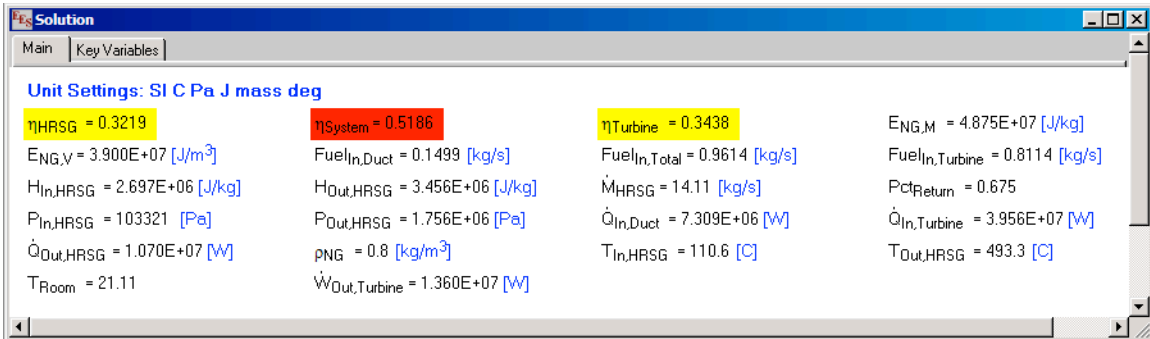 EES Solution
Main Key Variables
Unit Settings: SI C Pa J mass deg
ηHRSG = 0.3219 ηSystem = 0.5186 ηTurbine = 0.3438 ENG,M = 4.875E+07 [J/kg]
ENG,V = 3.900E+07 [J/m³] FuelIn,Duct = 0.1499 [kg/s] FuelIn,Total = 0.9614 [kg/s] FuelIn,Turbine = 0.8114 [kg/s]
HIn,HRSG = 2.697E+06 [J/kg] HOut,HRSG = 3.456E+06 [J/kg] ṀHRSG = 14.11 [kg/s] PctReturn = 0.675
PIn,HRSG = 103321 [Pa] POut,HRSG = 1.756E+06 [Pa] Q̇In,Duct = 7.309E+06 [W] Q̇In,Turbine = 3.956E+07 [W]
Q̇Out,HRSG = 1.070E+07 [W] ρNG = 0.8 [kg/m³] TIn,HRSG = 110.6 [C] TOut,HRSG = 493.3 [C]
TRoom = 21.11 ẆOut,Turbine = 1.360E+07 [W]